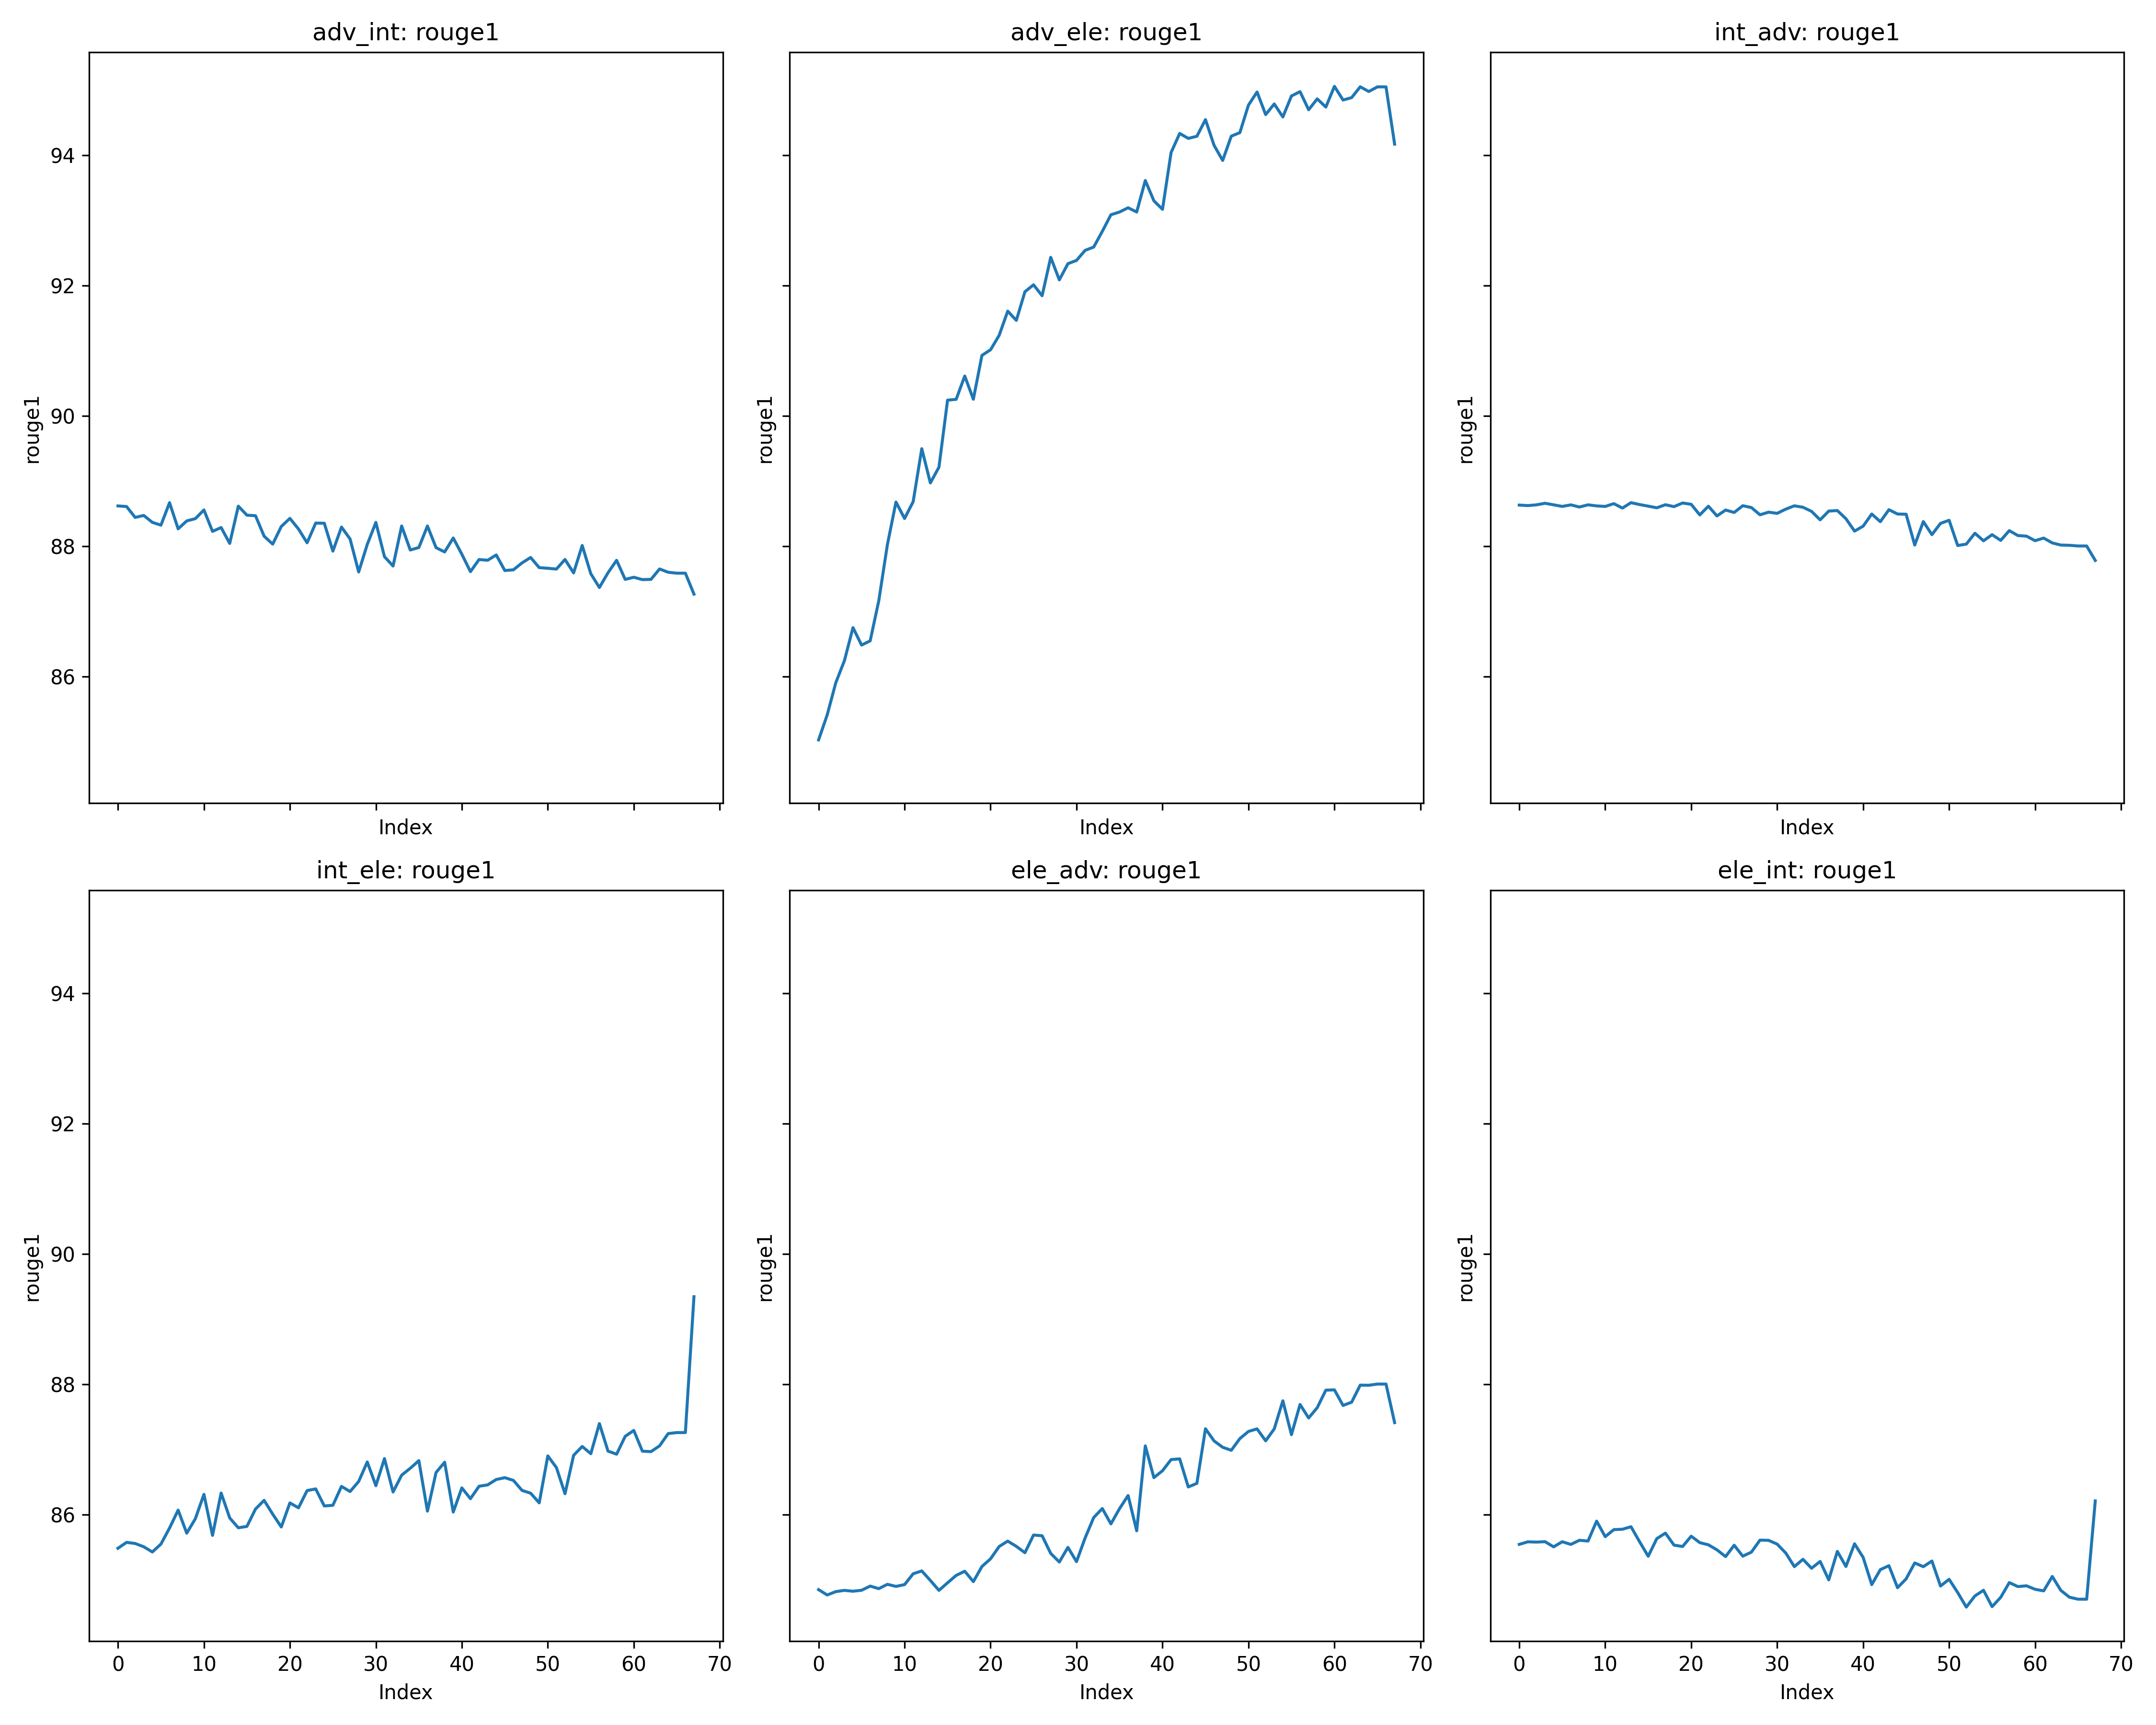 adv_int: rouge1
adv_ele: rouge1
int_adv: rouge1
94
92
90
88
86
rouge1
rouge1
rouge1
Index
Index
Index
int_ele: rouge1
ele_adv: rouge1
ele_int: rouge1
94
92
90
88
86
rouge1
rouge1
rouge1
0 10 20 30 40 50 60 70
0 10 20 30 40 50 60 70
0 10 20 30 40 50 60 70
Index
Index
Index